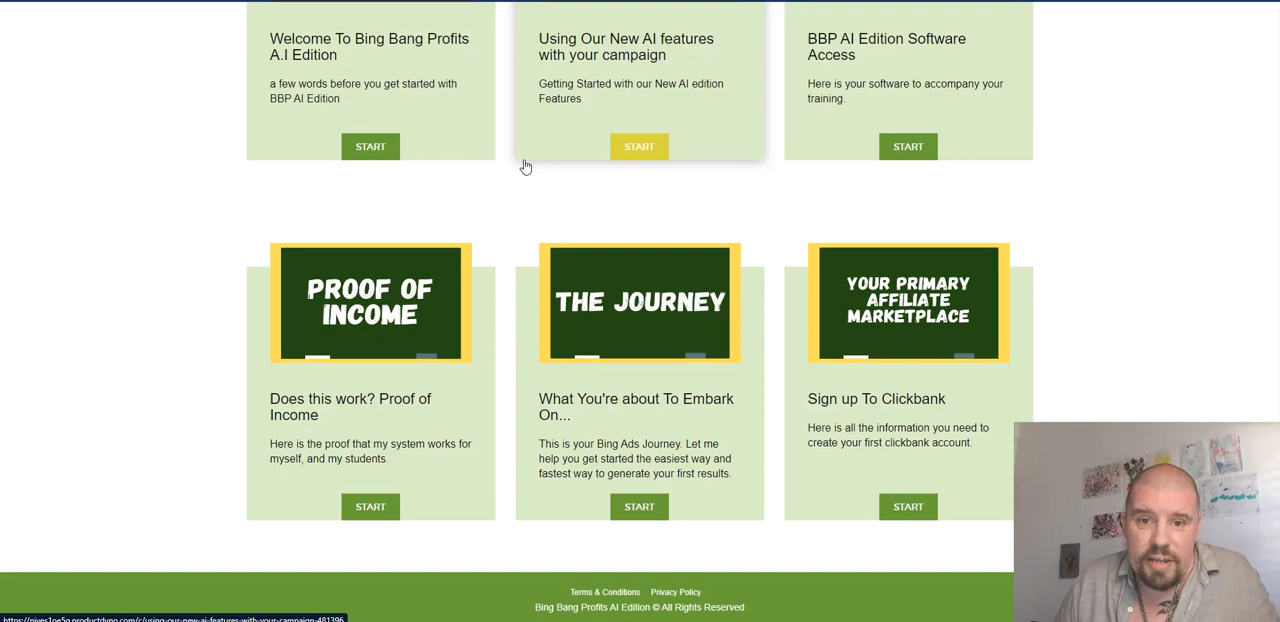 Welcome To Bing Bang Profits
A.I Edition
a few words before you get started with
BBP AI Edition
START
Using Our New AI features
with your campaign
Getting Started with our New AI edition
Features
START
BBP AI Edition Software
Access
Here is your software to accompany your
training.
START
PROOF OF
INCOME
Does this work? Proof of
Income
Here is the proof that my system works for
myself, and my students.
START
THE JOURNEY
What You're about To Embark
On...
This is your Bing Ads Journey. Let me
help you get started the easiest way and
fastest way to generate your first results.
START
YOUR PRIMARY
AFFILIATE
MARKETPLACE
Sign up To Clickbank
Here is all the information you need to
create your first clickbank account.
START
Terms & Conditions Privacy Policy
Bing Bang Profits AI Edition © All Rights Reserved